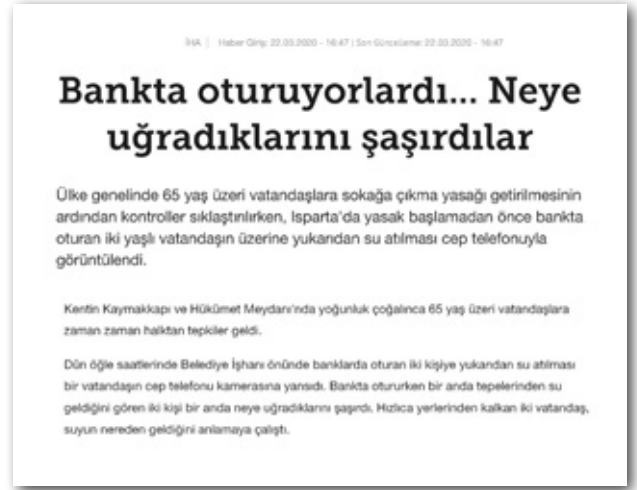 İHA | Haber Giriş: 22.03.2020 - 16:47 | Son Güncelleme: 22.03.2020 - 16:47
Bankta oturuyorlardı... Neye
uğradıklarını şaşırdılar
Ülke genelinde 65 yaş üzeri vatandaşlara sokağa çıkma yasağı getirilmesinin
ardından kontroller sıklaştırılırken, Isparta'da yasak başlamadan önce bankta
oturan iki yaşlı vatandaşın üzerine yukarıdan su atılması cep telefonuyla
görüntülendi.
Kentin Kaymakkapı ve Hükümet Meydanı'nda yoğunluk çoğalınca 65 yaş üzeri vatandaşlara
zaman zaman halktan tepkiler geldi.
Dün öğle saatlerinde Belediye İşhanı önünde banklarda oturan iki kişiye yukarıdan su atılması
bir vatandaşın cep telefonu kamerasına yansıdı. Bankta otururken bir anda tepelerinden su
geldiğini gören iki kişi bir anda neye uğradıklarını şaşırdı. Hızlıca yerlerinden kalkan iki vatandaş,
suyun nereden geldiğini anlamaya çalıştı.